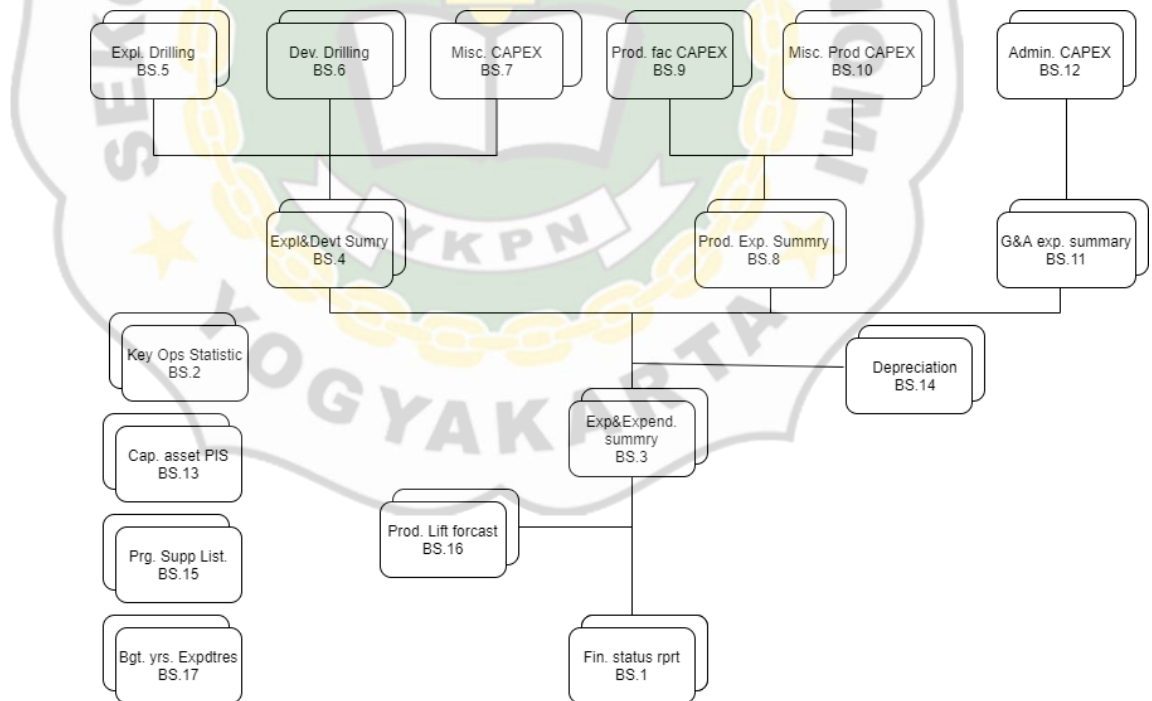 Expl. Drilling
BS.5
Dev. Drilling
BS.6
Misc. CAPEX
BS.7
Prod. fac CAPEX
BS.9
Misc. Prod CAPEX
BS.10
Admin. CAPEX
BS.12
Expl&Devt Sumry
BS.4
Prod. Exp. Summry
BS.8
G&A exp. summary
BS.11
Key Ops Statistic
BS.2
Depreciation
BS.14
Exp&Expend.
summry
BS.3
Cap. asset PIS
BS.13
Prod. Lift forcast
BS.16
Prg. Supp List.
BS.15
Bgt. yrs. Expdtres
BS.17
Fin. status rprt
BS.1
YKPN
YOGYAKARTA